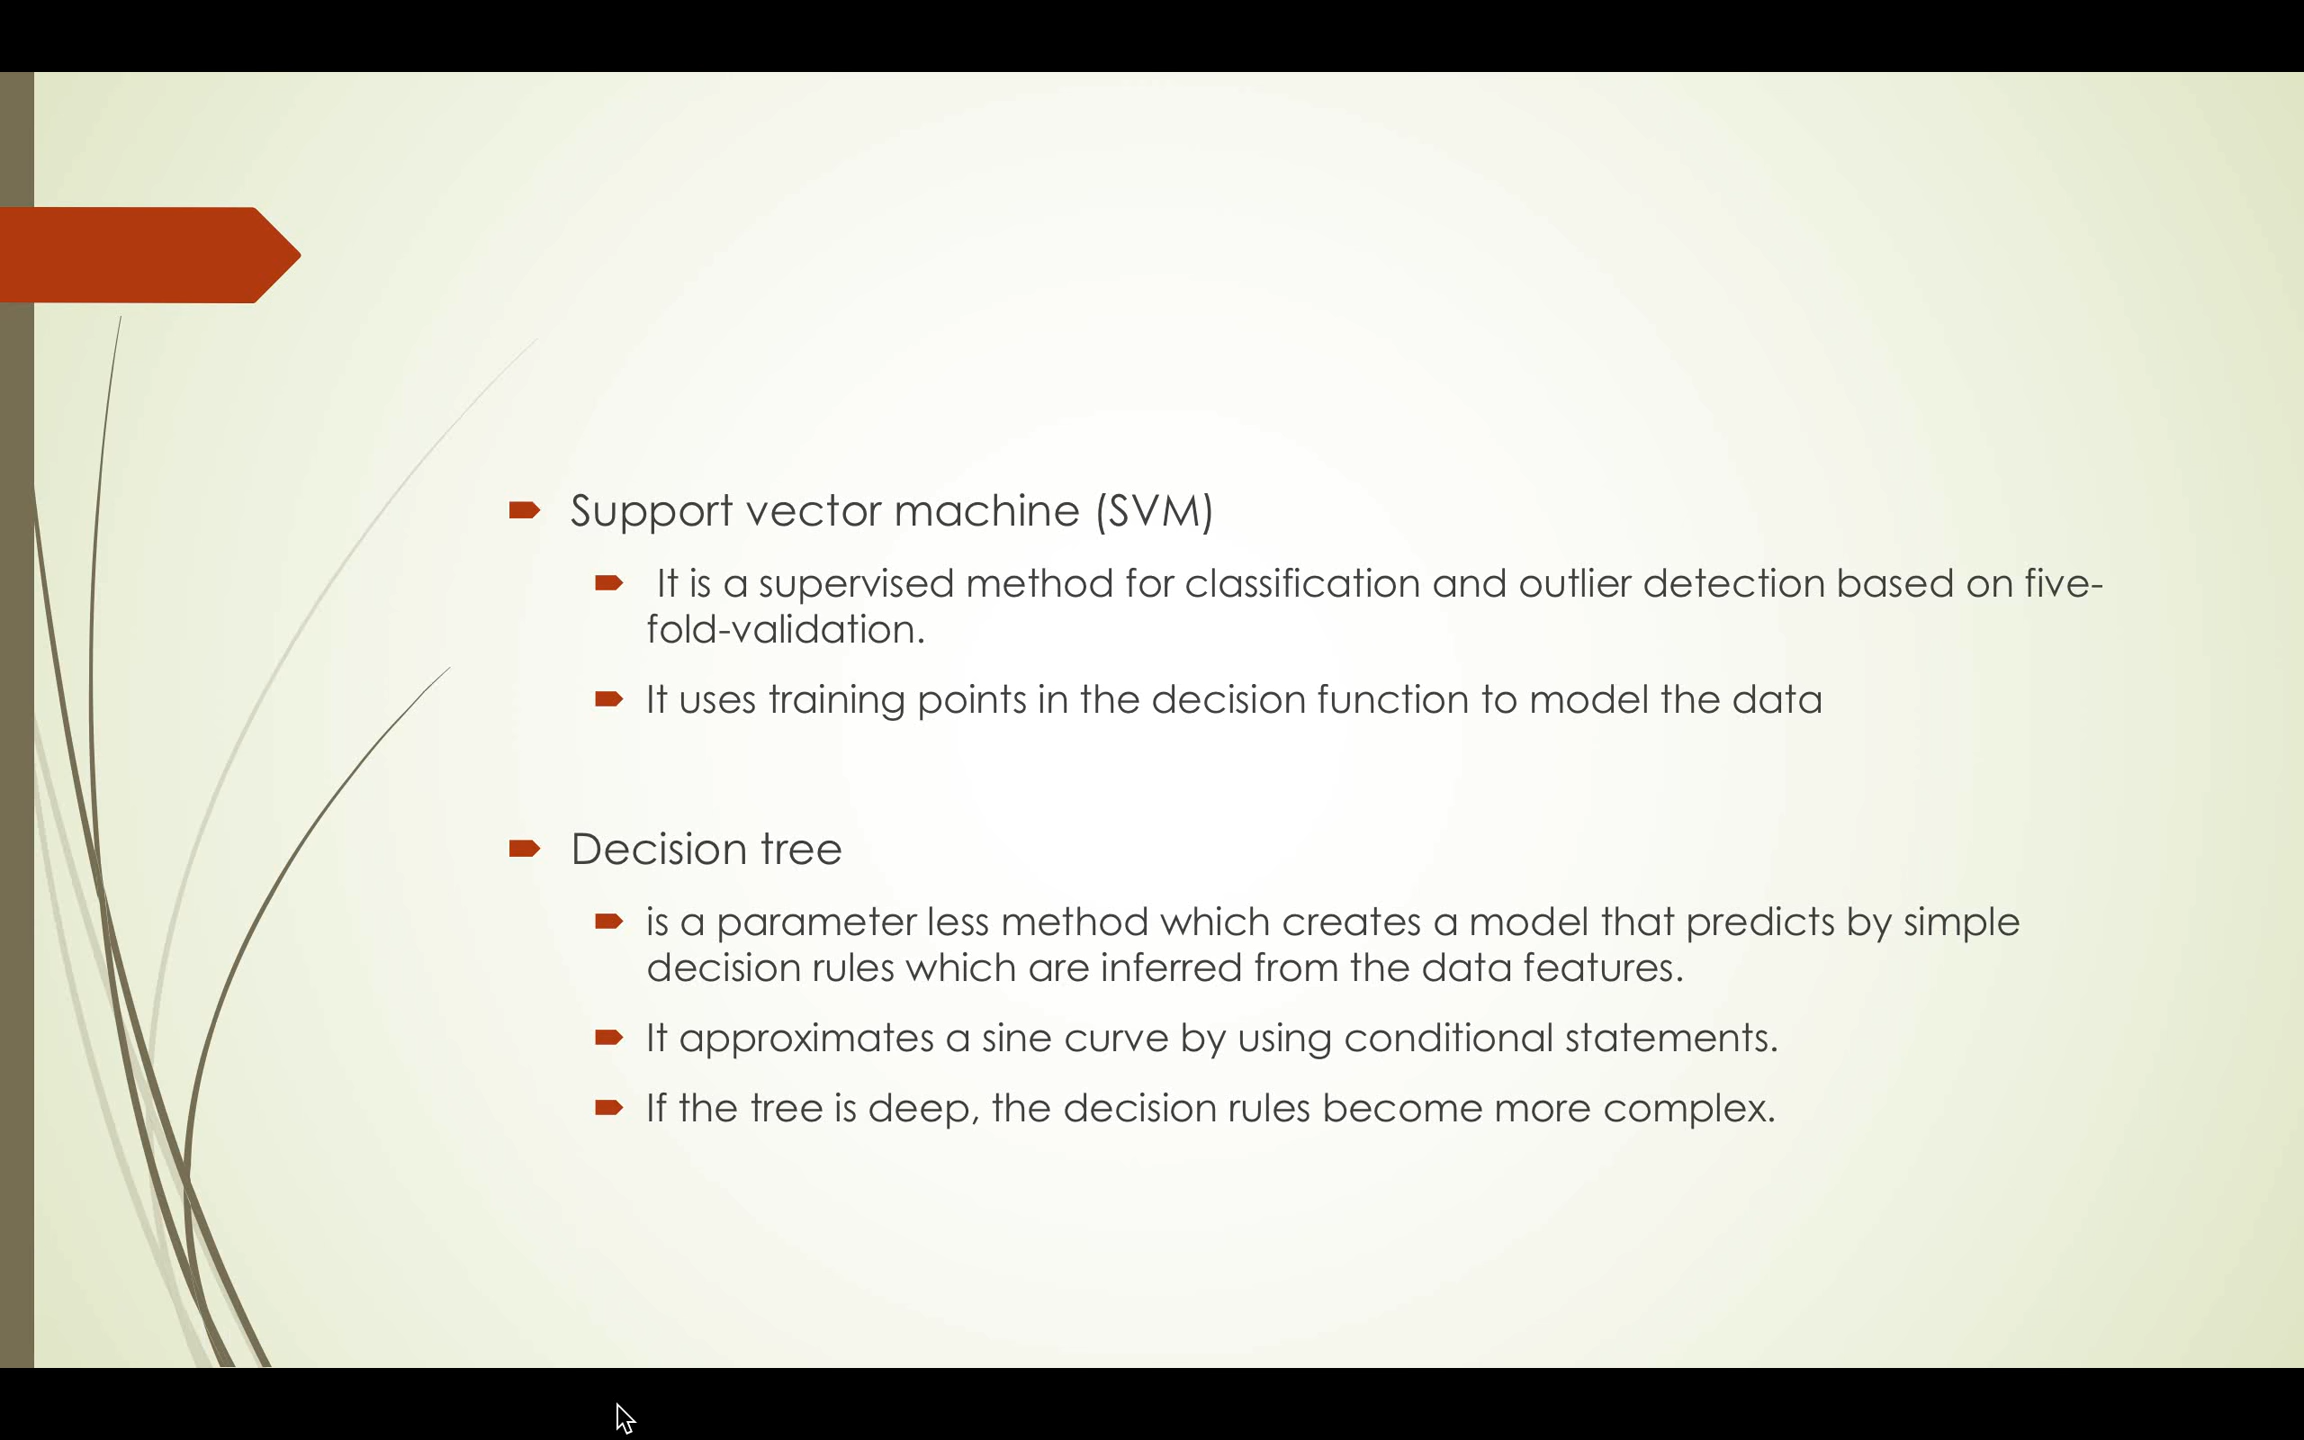 Support vector machine (SVM)
It is a supervised method for classification and outlier detection based on five-
fold-validation.
It uses training points in the decision function to model the data
Decision tree
is a parameter less method which creates a model that predicts by simple
decision rules which are inferred from the data features.
It approximates a sine curve by using conditional statements.
If the tree is deep, the decision rules become more complex.